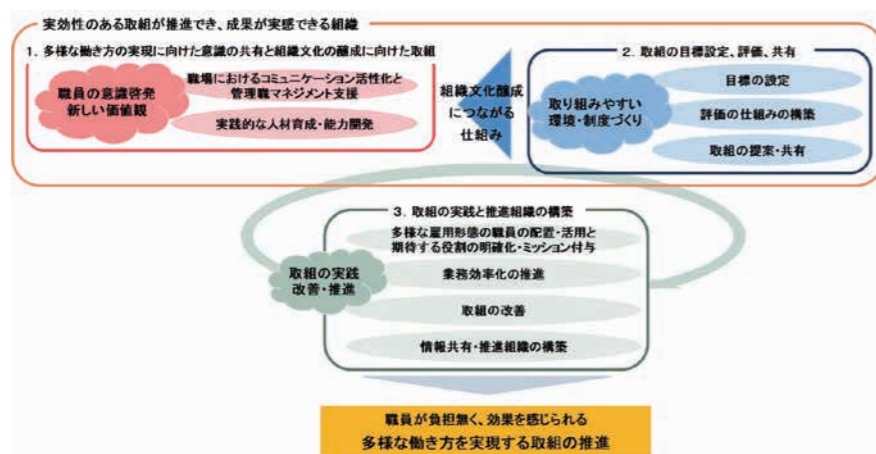 実効性のある取組が推進でき、成果が実感できる組織
1．多様な働き方の実現に向けた意識の共有と組織文化の醸成に向けた取組
職員の意識啓発
新しい価値観
職場におけるコミュニケーション活性化と
管理職マネジメント支援
実践的な人材育成・能力開発
組織文化醸成
につながる
仕組み
2．取組の目標設定、評価、共有
取り組みやすい
環境・制度づくり
目標の設定
評価の仕組みの構築
取組の提案・共有
3．取組の実践と推進組織の構築
取組の実践
改善・推進
多様な雇用形態の職員の配置・活用と
期待する役割の明確化・ミッション付与
業務効率化の推進
取組の改善
情報共有・推進組織の構築
職員が負担無く、効果を感じられる
多様な働き方を実現する取組の推進